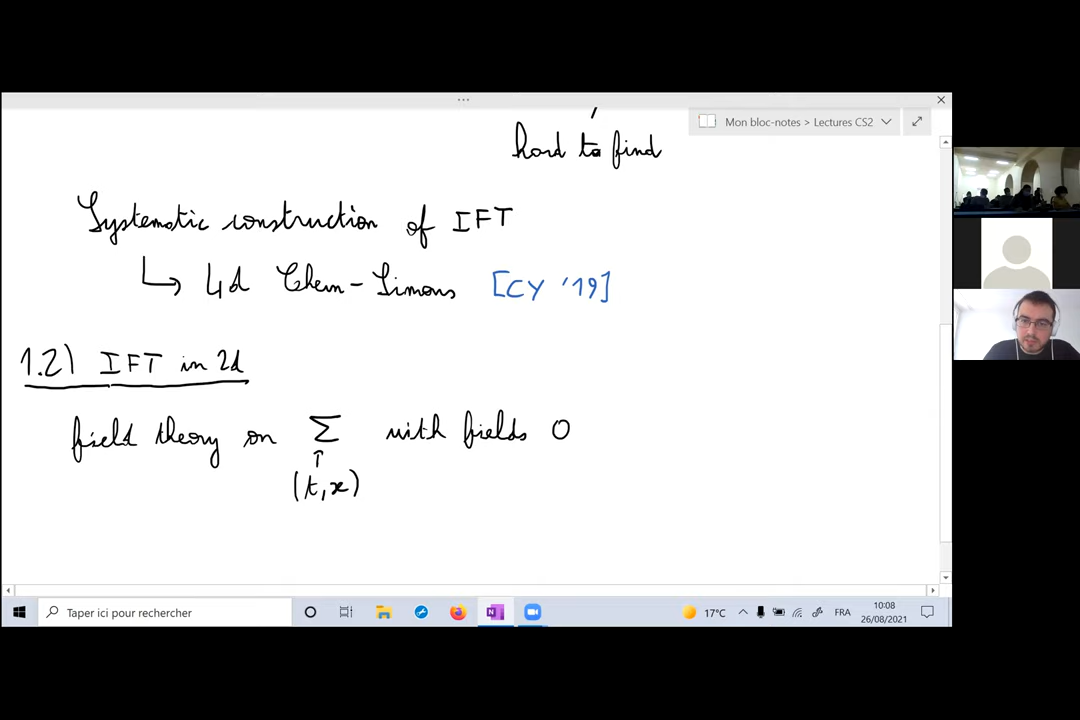 Mon bloc-notes > Lectures CS2
hard to find
Systematic construction of IFT
↳ 4d Chern-Simons [CY '19]
1.2) IFT in 2d
field theory on Σ with fields O
↑
(t,x)
Taper ici pour rechercher
17°C
FRA
10:08
26/08/2021